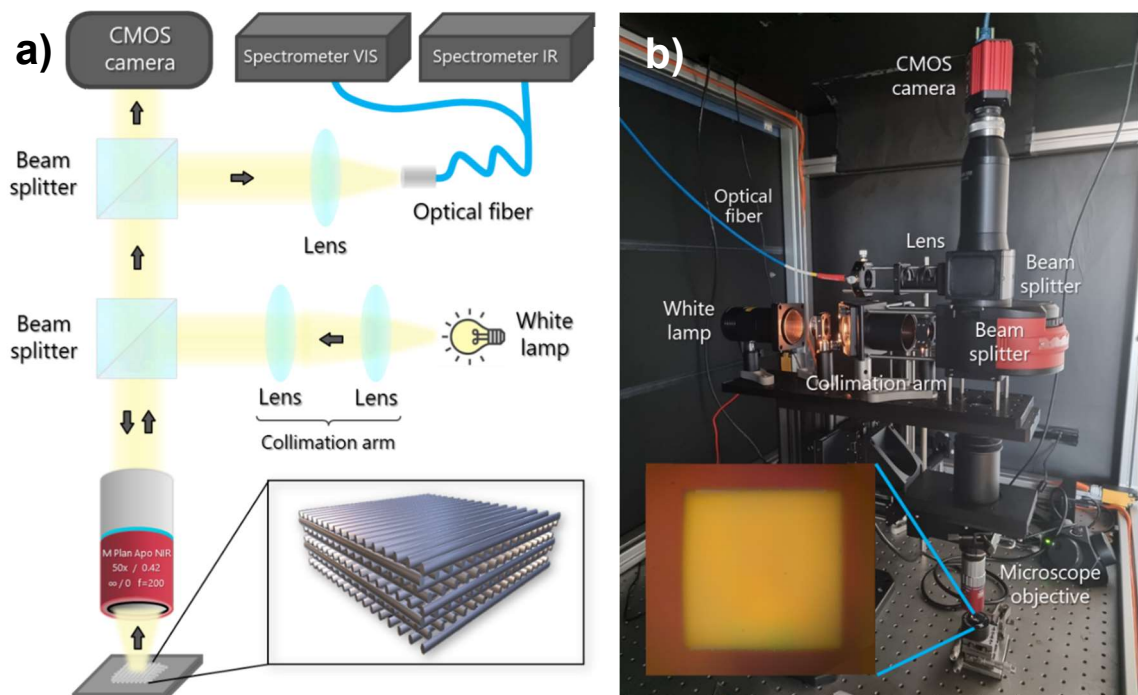 a)
CMOS
camera
Spectrometer VIS
Spectrometer IR
Beam
splitter
Optical fiber
Lens
Beam
splitter
White
lamp
Lens
Lens
Collimation arm
M Plan Apo NIR
50x / 0.42
∞/0 f=200
b)
CMOS
camera
Optical
fiber
Lens
Beam
splitter
White
lamp
Beam
splitter
Collimation arm
Microscope
objective